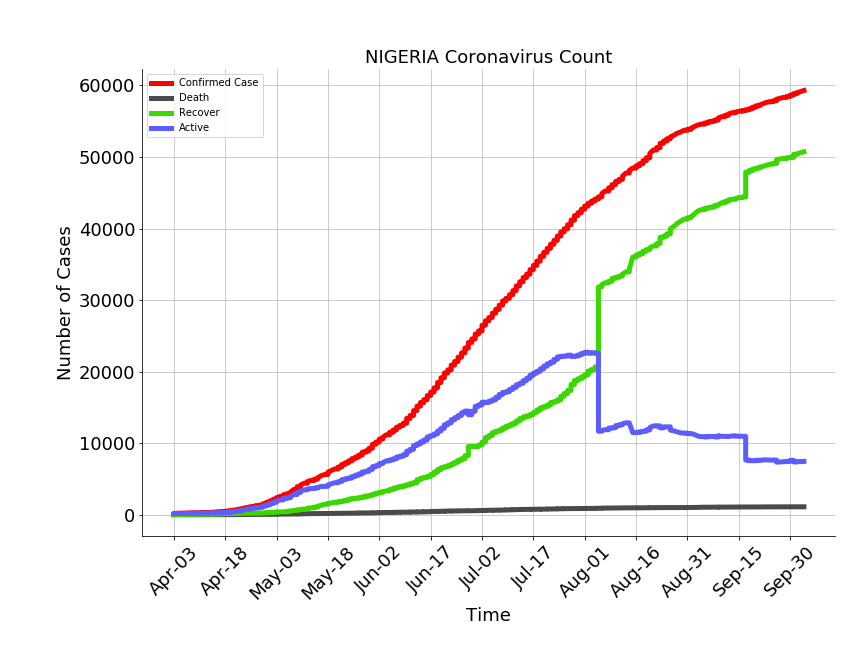 NIGERIA Coronavirus Count
Confirmed Case
Death
Recover
Active
Number of Cases
60000
50000
40000
30000
20000
10000
0
Apr-03
Apr-18
May-03
May-18
Jun-02
Jun-17
Jul-02
Jul-17
Aug-01
Aug-16
Aug-31
Sep-15
Sep-30
Time